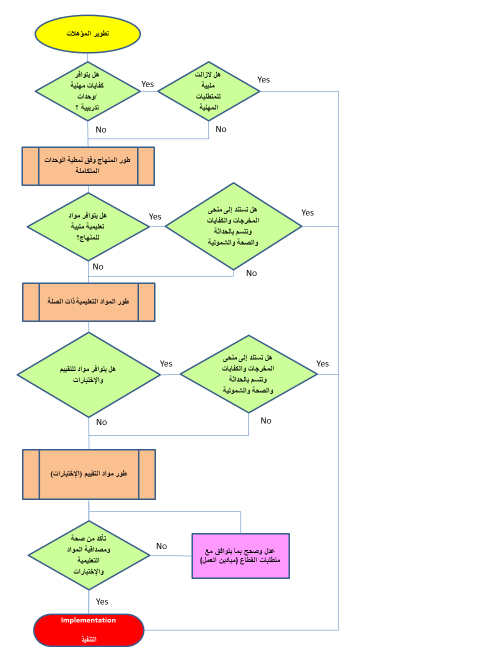 تطوير المؤهلات
هل يتوافر
كفايات مهنية
/وحدات
تدريبية ؟
Yes
هل لازالت
ملبية
للمتطلبات
المهنية
Yes
No
No
طور المنهاج وفق نمطية الوحدات
المتكاملة
هل يتوافر مواد
تعليمية ملبية
للمنهاج؟
Yes
هل تستند إلى منحى
المخرجات والكفايات
وتتسم بالحداثة
والصحة والشمولية
Yes
No
No
طور المواد التعليمية ذات الصلة
هل يتوافر مواد للتقييم
والإختبارات
Yes
هل تستند إلى منحى
المخرجات والكفايات
وتتسم بالحداثة
والصحة والشمولية
Yes
No
No
طور مواد التقييم (الإختبارات)
تأكد من صحة
ومصداقية المواد
التعليمية
والإختبارات
No
عدل وصحح بما يتوافق مع
متطلبات القطاع (ميادين العمل)
Yes
Implementation
التنفيذ